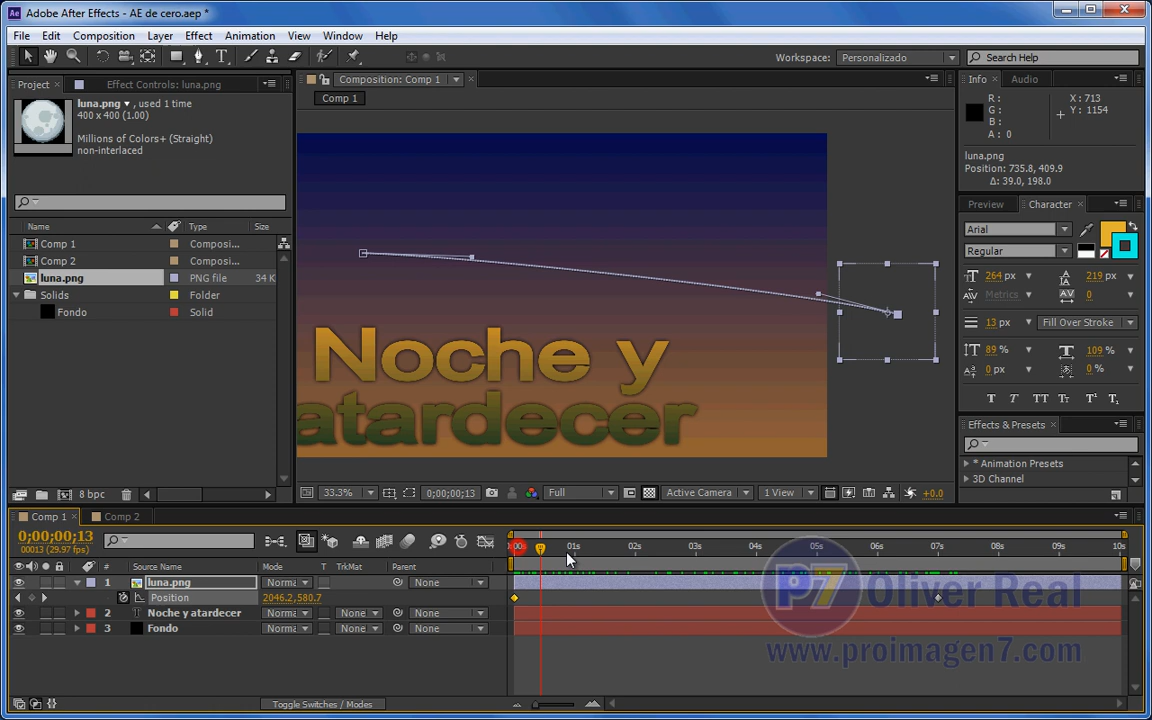 Adobe After Effects - AE de cero.aep *
File Edit Composition Layer Effect Animation View Window Help
Workspace: Personalizado
Search Help
Project Effect Controls: luna.png
luna.png , used 1 time
400 x 400 (1.00)
Millions of Colors+ (Straight)
non-interlaced
Name Type Size
Comp 1 Composi...
Comp 2 Composi...
luna.png PNG file 34 K
Solids Folder
Fondo Solid
8 bpc
Composition: Comp 1
Comp 1
Noche y
atardecer
33.3% 0;00;00;13 Full Active Camera 1 View +0.0
Info Audio
R: X: 713
G: Y: 1154
B:
A: 0
luna.png
Position: 735.8, 409.9
Δ: 39.0, 198.0
Preview Character
Arial
Regular
264 px 219 px
Metrics 0
13 px Fill Over Stroke
89 % 109 %
0 px 0 %
T T TT Tт T¹ T₁
Effects & Presets
* Animation Presets
3D Channel
Comp 1 Comp 2
0;00;00;13
00013 (29.97 fps)
:00s 01s 02s 03s 04s 05s 06s 07s 08s 09s 10s
# Source Name Mode T TrkMat Parent
1 luna.png Norma None
Position 2046.2,580.7
2 Noche y atardecer Norma None None
3 Fondo Norma None None
Toggle Switches / Modes
P7 Oliver Real
www.proimagen7.com